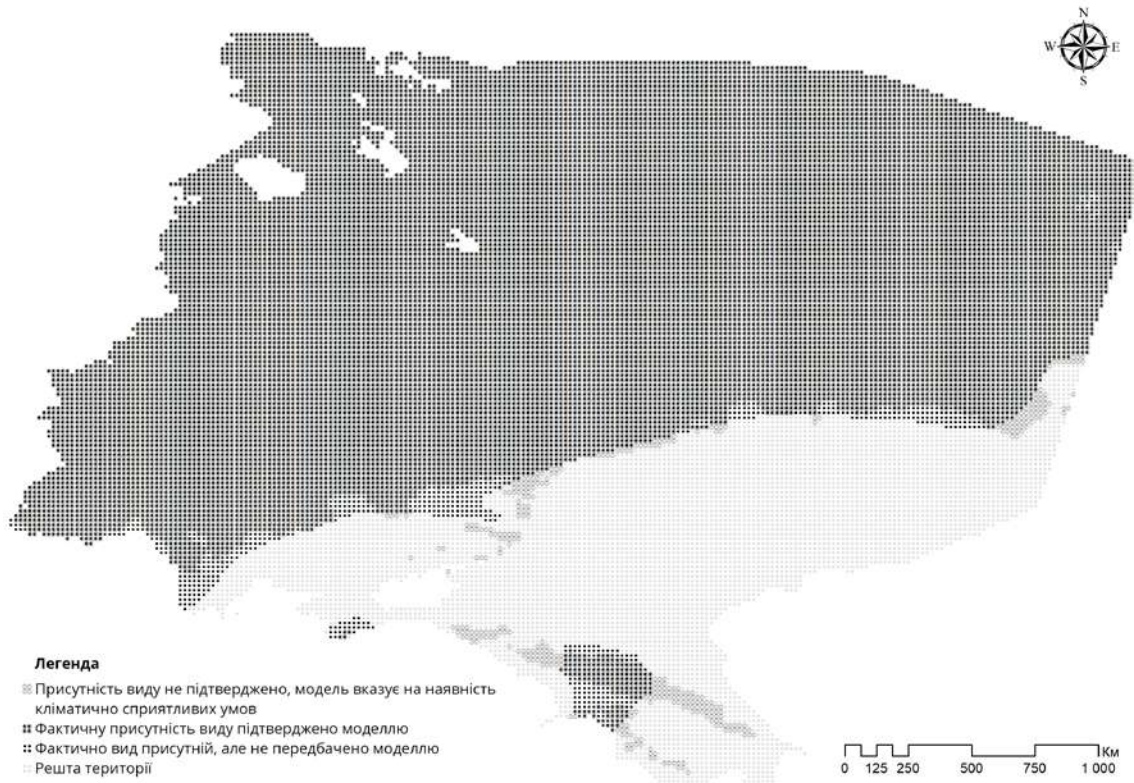 N
W E
S
Легенда
Присутність виду не підтверджено, модель вказує на наявність
кліматично сприятливих умов
Фактичну присутність виду підтверджено моделлю
Фактично вид присутній, але не передбачено моделлю
Решта території
Км
0 125 250 500 750 1 000